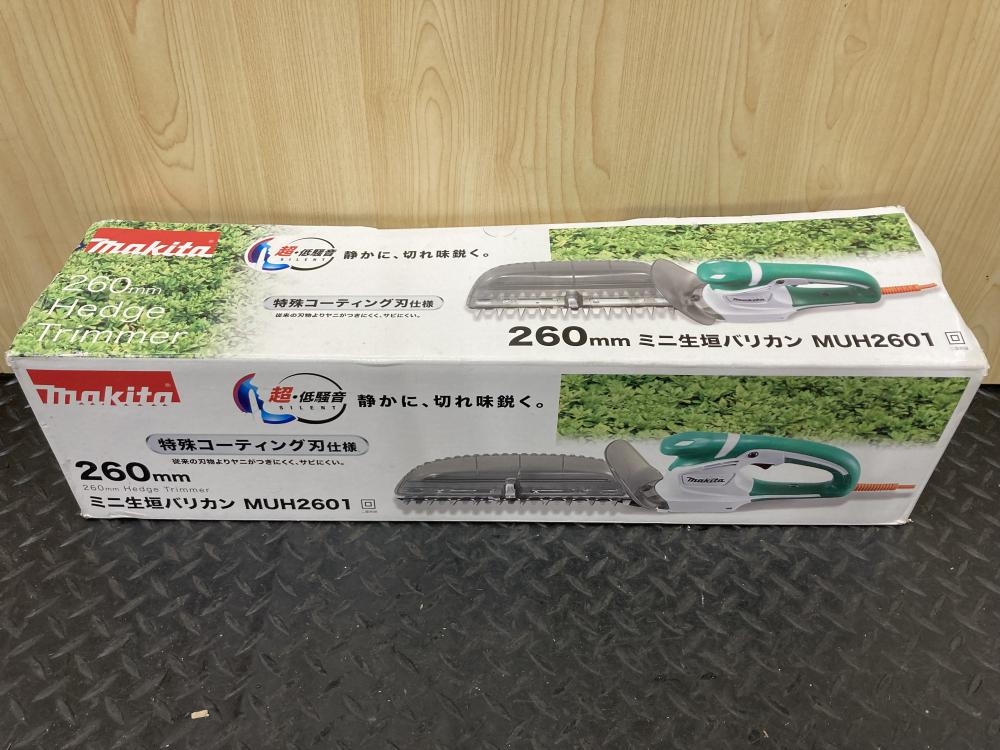 makita
260mm
Hedge
Trimmer
超・低騒音
SILENT
静かに、切れ味鋭く。
特殊コーティング刃仕様
従来の刃物よりヤニがつきにくく、サビにくい。
makita
260mm ミニ生垣バリカン MUH2601
makita
超・低騒音
SILENT
静かに、切れ味鋭く。
特殊コーティング刃仕様
従来の刃物よりヤニがつきにくく、サビにくい。
260mm
260mm Hedge Trimmer
ミニ生垣バリカン MUH2601
makita